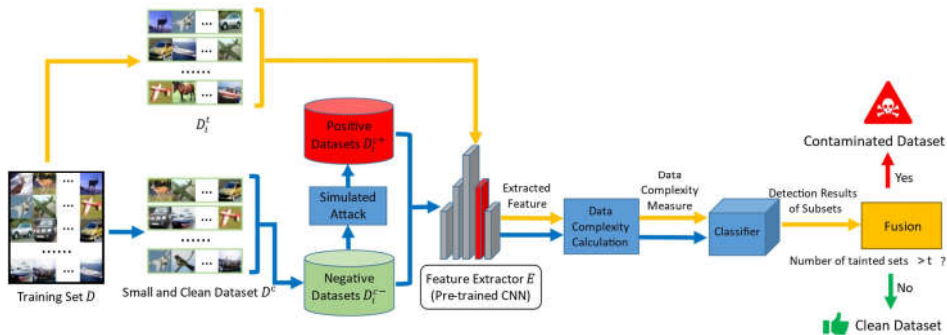 ...
...
......
...
D_i^t
Training Set D
...
...
......
...
Small and Clean Dataset D^c
Positive
Datasets D_i^{c+}
Simulated
Attack
Negative
Datasets D_i^{c−}
Feature Extractor E
(Pre-trained CNN)
Extracted
Feature
Data
Complexity
Calculation
Data
Complexity
Measure
Classifier
Detection Results
of Subsets
Fusion
Number of tainted sets > t ?
Yes
Contaminated Dataset
No
Clean Dataset